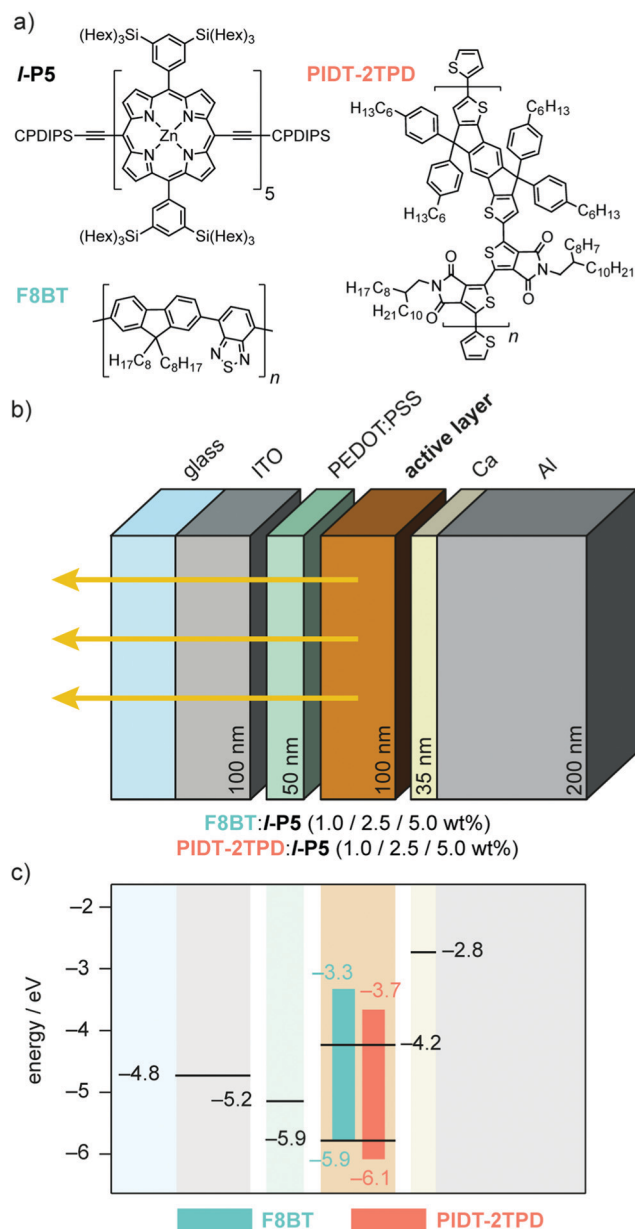 a)
l-P5
(Hex)3Si
Si(Hex)3
CPDIPS
N
N
Zn
N
N
CPDIPS
5
(Hex)3Si
Si(Hex)3
F8BT
H17C8
C8H17
N
S
N
n
PIDT-2TPD
S
H13C6
S
C6H13
H13C6
S
C6H13
O
S
O
N
C8H7
C10H21
H17C8
H21C10
N
O
O
S
S
n
b)
glass
ITO
PEDOT:PSS
active layer
Ca
Al
100 nm
50 nm
100 nm
35 nm
200 nm
F8BT:l-P5 (1.0 / 2.5 / 5.0 wt%)
PIDT-2TPD:l-P5 (1.0 / 2.5 / 5.0 wt%)
c)
energy / eV
–2
–3
–4
–5
–6
–4.8
–5.2
–5.9
–3.3
–3.7
–4.2
–2.8
–5.9
–6.1
F8BT
PIDT-2TPD